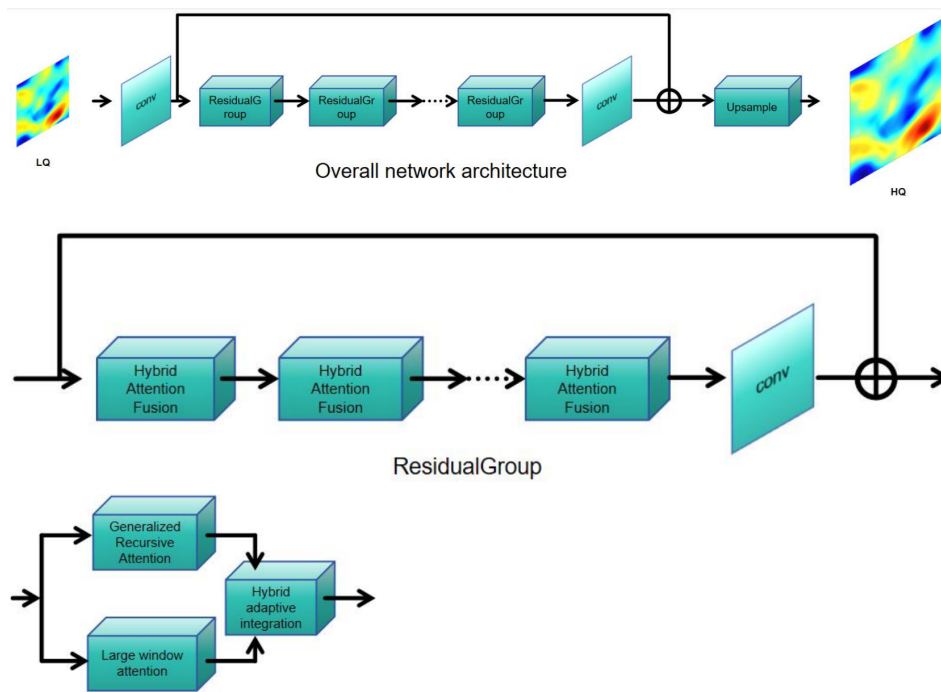 conv
ResidualG
roup
ResidualGr
oup
ResidualGr
oup
conv
Upsample
LQ
Overall network architecture
HQ
Hybrid
Attention
Fusion
Hybrid
Attention
Fusion
Hybrid
Attention
Fusion
conv
ResidualGroup
Generalized
Recursive
Attention
Hybrid
adaptive
integration
Large window
attention